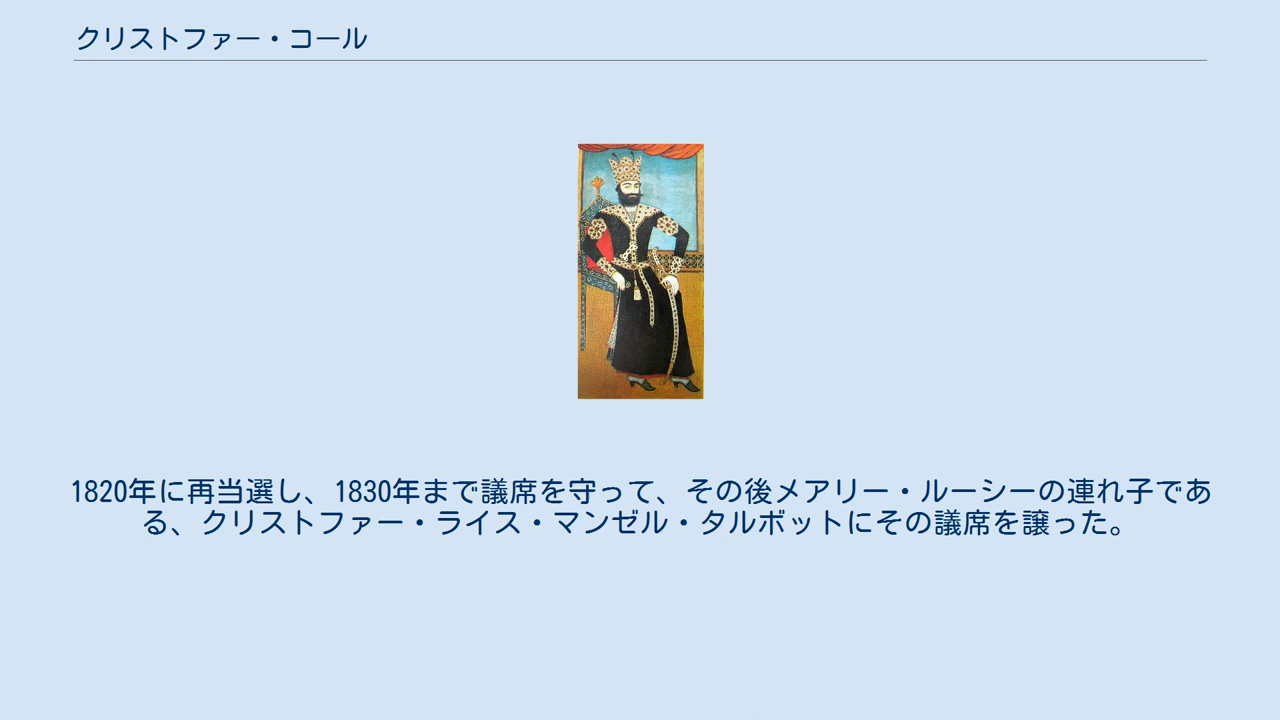 クリストファー・コール
1820年に再当選し、1830年まで議席を守って、その後メアリー・ルーシーの連れ子であ
る、クリストファー・ライス・マンゼル・タルボットにその議席を譲った。